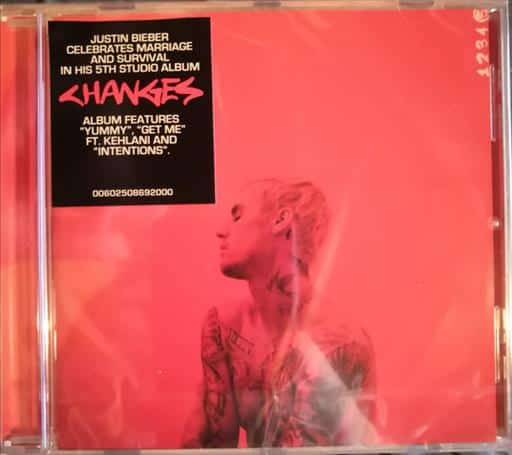 JUSTIN BIEBER
CELEBRATES MARRIAGE
AND SURVIVAL
IN HIS 5TH STUDIO ALBUM
CHANGES
ALBUM FEATURES
"YUMMY", "GET ME"
FT. KEHLANI AND
"INTENTIONS".
00602508692000